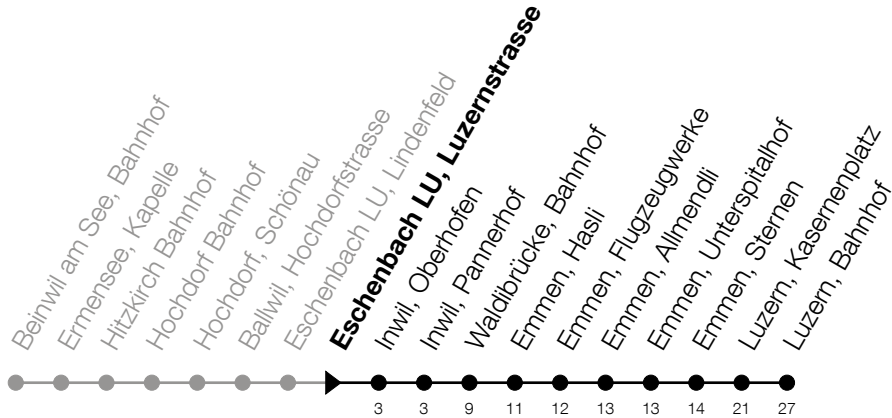 Beinwil am See, Bahnhof
Ermensee, Kapelle
Hitzkirch Bahnhof
Hochdorf Bahnhof
Hochdorf, Schönau
Ballwil, Hochdorfstrasse
Eschenbach LU, Lindenfeld
Eschenbach LU, Luzernstrasse
Inwil, Oberhofen
Inwil, Pannerhof
Waldibrücke, Bahnhof
Emmen, Hasli
Emmen, Flugzeugwerke
Emmen, Allmendli
Emmen, Unterspitalhof
Emmen, Sternen
Luzern, Kasernenplatz
Luzern, Bahnhof
3 3 9 11 12 13 13 14 21 27